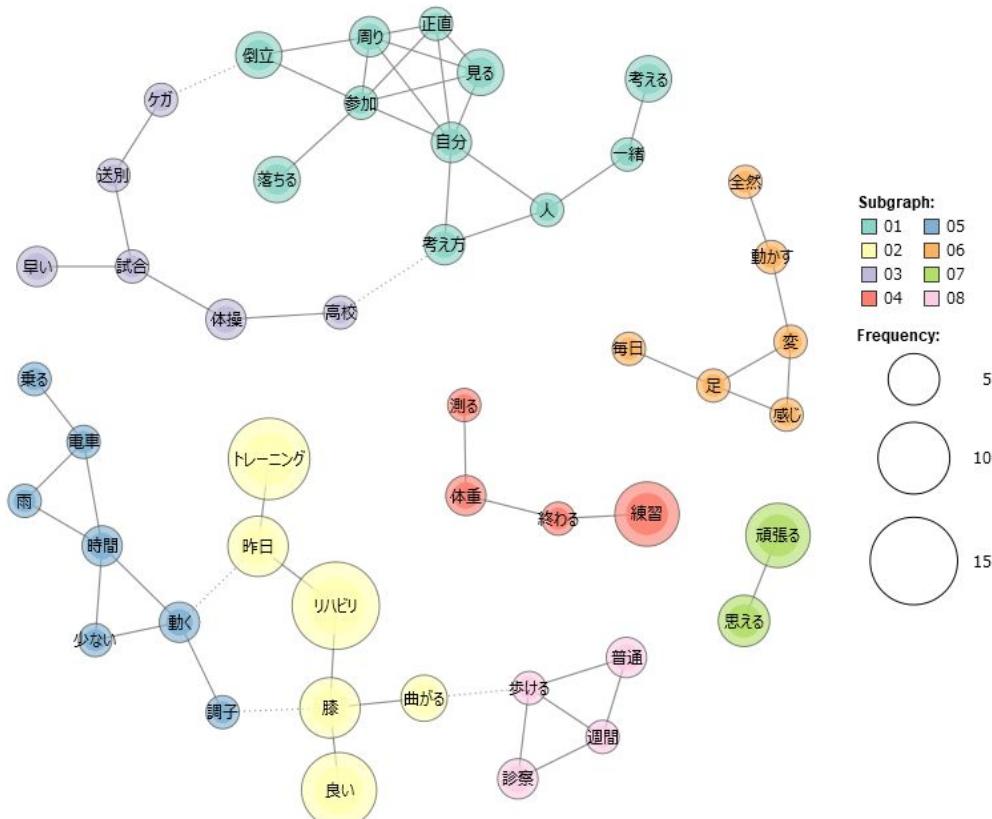 正直
周り
倒立
見る
考える
ケガ
参加
自分
一緒
落ちる
送別
全然
人
考え方
動かす
早い
試合
高校
体操
変
毎日
足
感じ
乗る
測る
電車
トレーニング
雨
体重
終わる
練習
頑張る
時間
昨日
リハビリ
思える
動く
少ない
普通
歩ける
曲がる
膝
調子
週間
診察
良い
Subgraph:
01 05
02 06
03 07
04 08
Frequency:
5
10
15